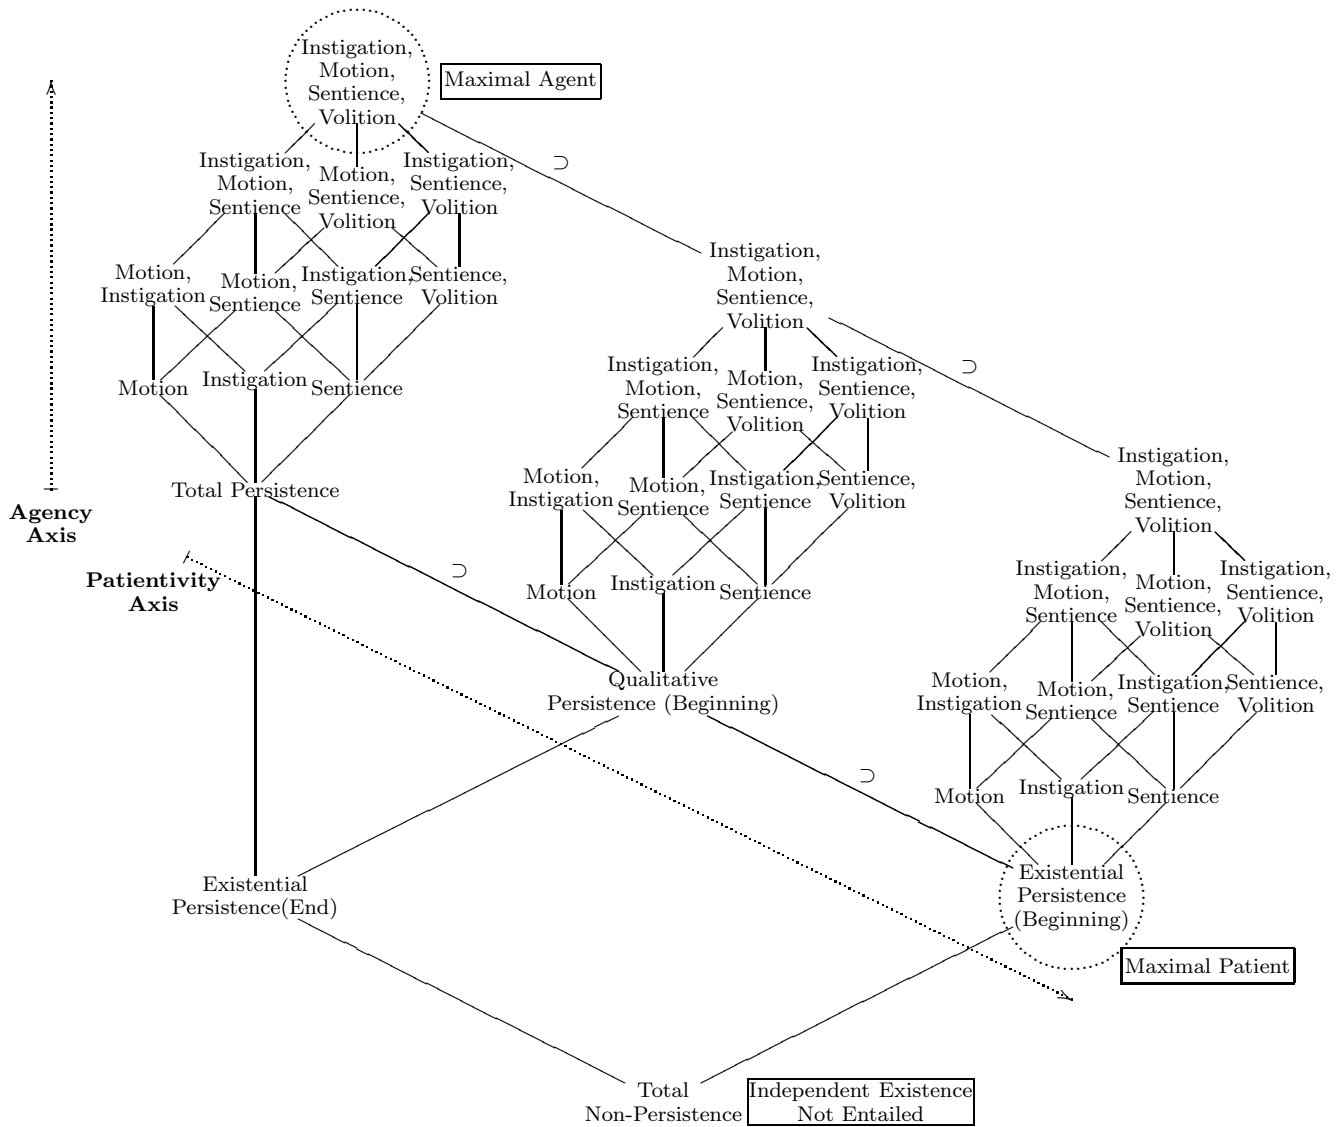 Instigation,
Motion,
Sentience,
Volition
Maximal Agent
Instigation,
Motion,
Sentience
Motion,
Sentience,
Volition
Instigation,
Sentience,
Volition
⊃
Motion,
Instigation
Motion,
Sentience
Instigation,
Sentience
Sentience,
Volition
Motion
Instigation
Sentience
Total Persistence
Agency
Axis
Patientivity
Axis
Instigation,
Motion,
Sentience,
Volition
⊃
Instigation,
Motion,
Sentience
Motion,
Sentience,
Volition
Instigation,
Sentience,
Volition
Motion,
Instigation
Motion,
Sentience
Instigation,
Sentience
Sentience,
Volition
Motion
Instigation
Sentience
⊃
Qualitative
Persistence (Beginning)
Instigation,
Motion,
Sentience,
Volition
Instigation,
Motion,
Sentience
Motion,
Sentience,
Volition
Instigation,
Sentience,
Volition
Motion,
Instigation
Motion,
Sentience
Instigation,
Sentience
Sentience,
Volition
Motion
Instigation
Sentience
⊃
Existential
Persistence(End)
Existential
Persistence
(Beginning)
Maximal Patient
Total
Non-Persistence
Independent Existence
Not Entailed